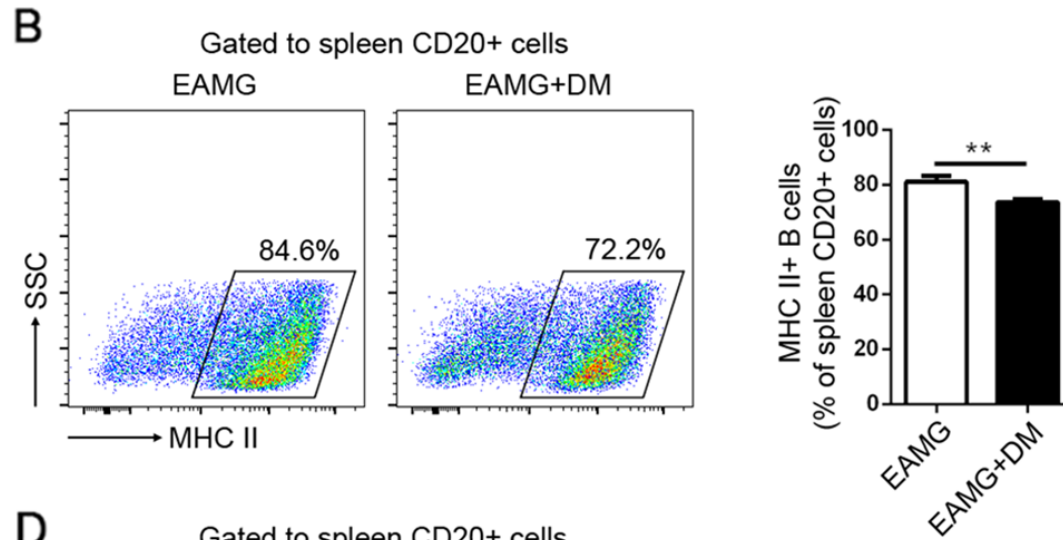 B
Gated to spleen CD20+ cells
EAMG
EAMG+DM
84.6%
72.2%
SSC
MHC II
MHC II+ B cells
(% of spleen CD20+ cells)
100
80
60
40
20
0
**
EAMG
EAMG+DM
D
Gated to spleen CD20+ cells